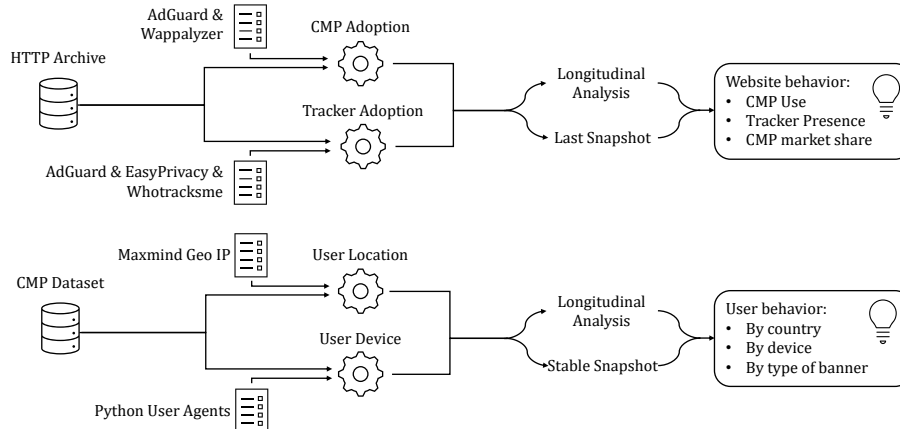 AdGuard &
Wappalyzer
CMP Adoption
HTTP Archive
Tracker Adoption
AdGuard & EasyPrivacy &
Whotracksme
Longitudinal
Analysis
Last Snapshot
Website behavior:
• CMP Use
• Tracker Presence
• CMP market share
Maxmind Geo IP
User Location
CMP Dataset
User Device
Python User Agents
Longitudinal
Analysis
Stable Snapshot
User behavior:
• By country
• By device
• By type of banner